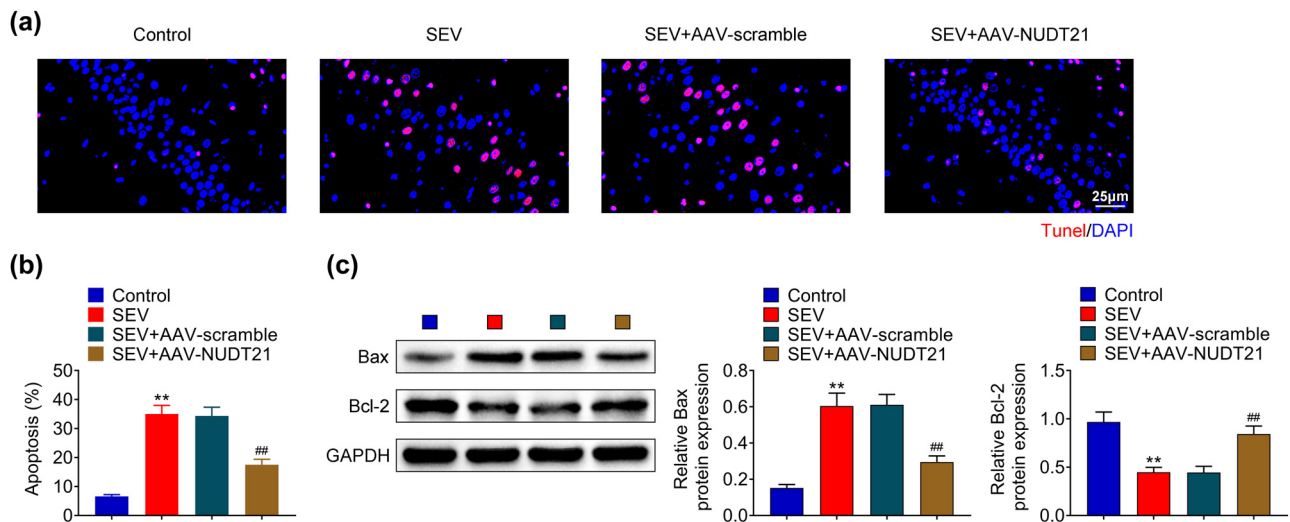 (a)
Control
SEV
SEV+AAV-scramble
SEV+AAV-NUDT21
25μm
Tunel/DAPI
(b)
Control
SEV
SEV+AAV-scramble
SEV+AAV-NUDT21
Apoptosis (%)
50
40
30
20
10
0
**
##
(c)
Bax
Bcl-2
GAPDH
Control
SEV
SEV+AAV-scramble
SEV+AAV-NUDT21
Relative Bax
protein expression
0.8
0.6
0.4
0.2
0.0
**
##
Control
SEV
SEV+AAV-scramble
SEV+AAV-NUDT21
Relative Bcl-2
protein expression
1.5
1.0
0.5
0.0
**
##